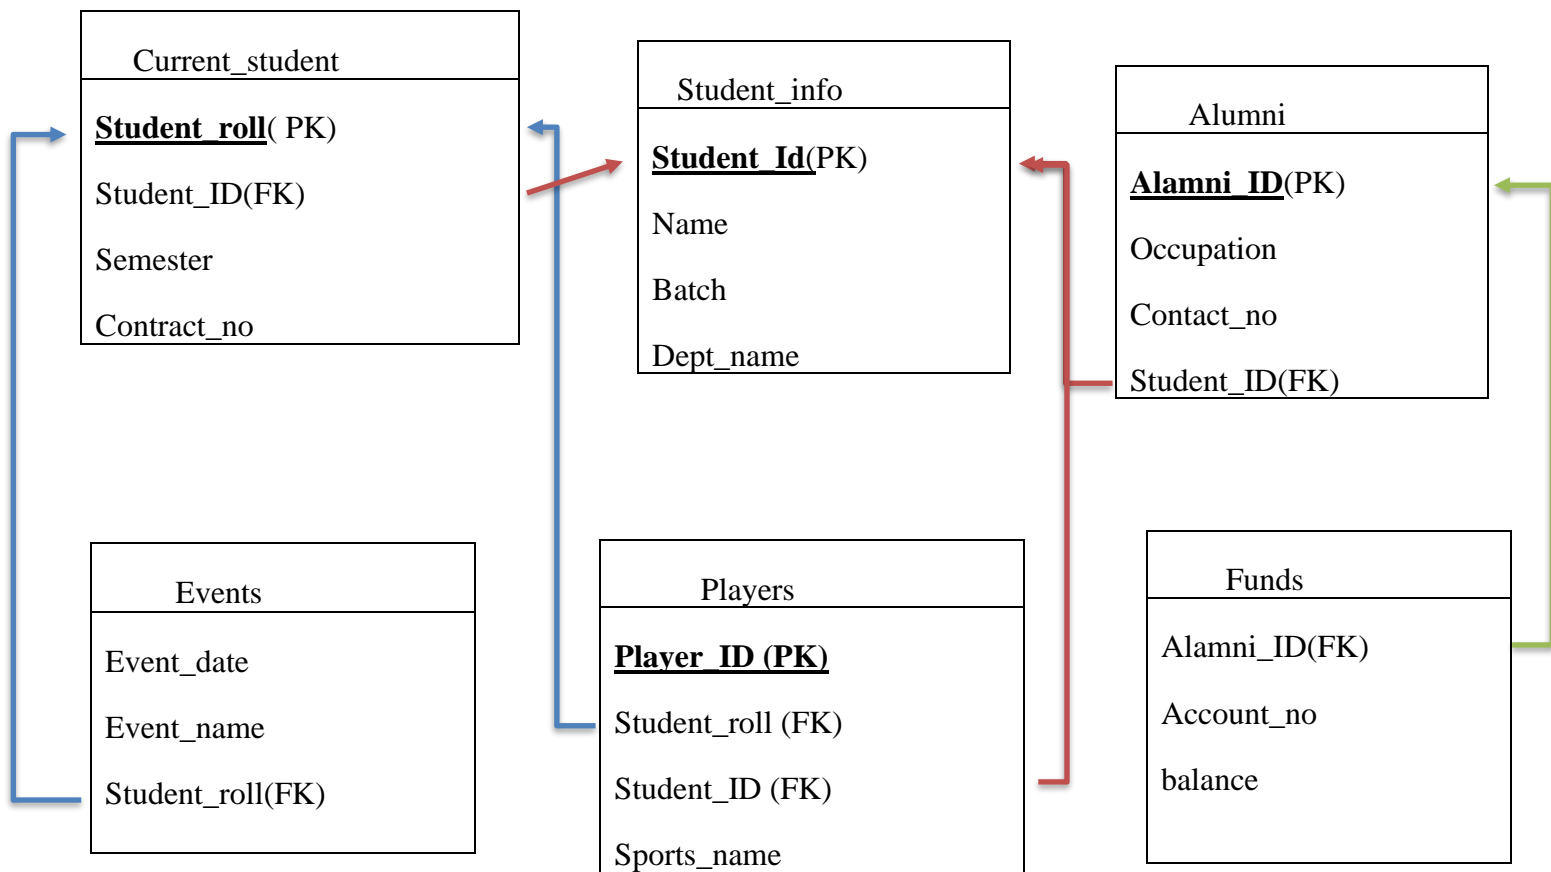 Current_student
Student_roll( PK)
Student_ID(FK)
Semester
Contract_no
Student_info
Student_Id(PK)
Name
Batch
Dept_name
Alumni
Alamni_ID(PK)
Occupation
Contact_no
Student_ID(FK)
Events
Event_date
Event_name
Student_roll(FK)
Players
Player_ID (PK)
Student_roll (FK)
Student_ID (FK)
Sports_name
Funds
Alamni_ID(FK)
Account_no
balance